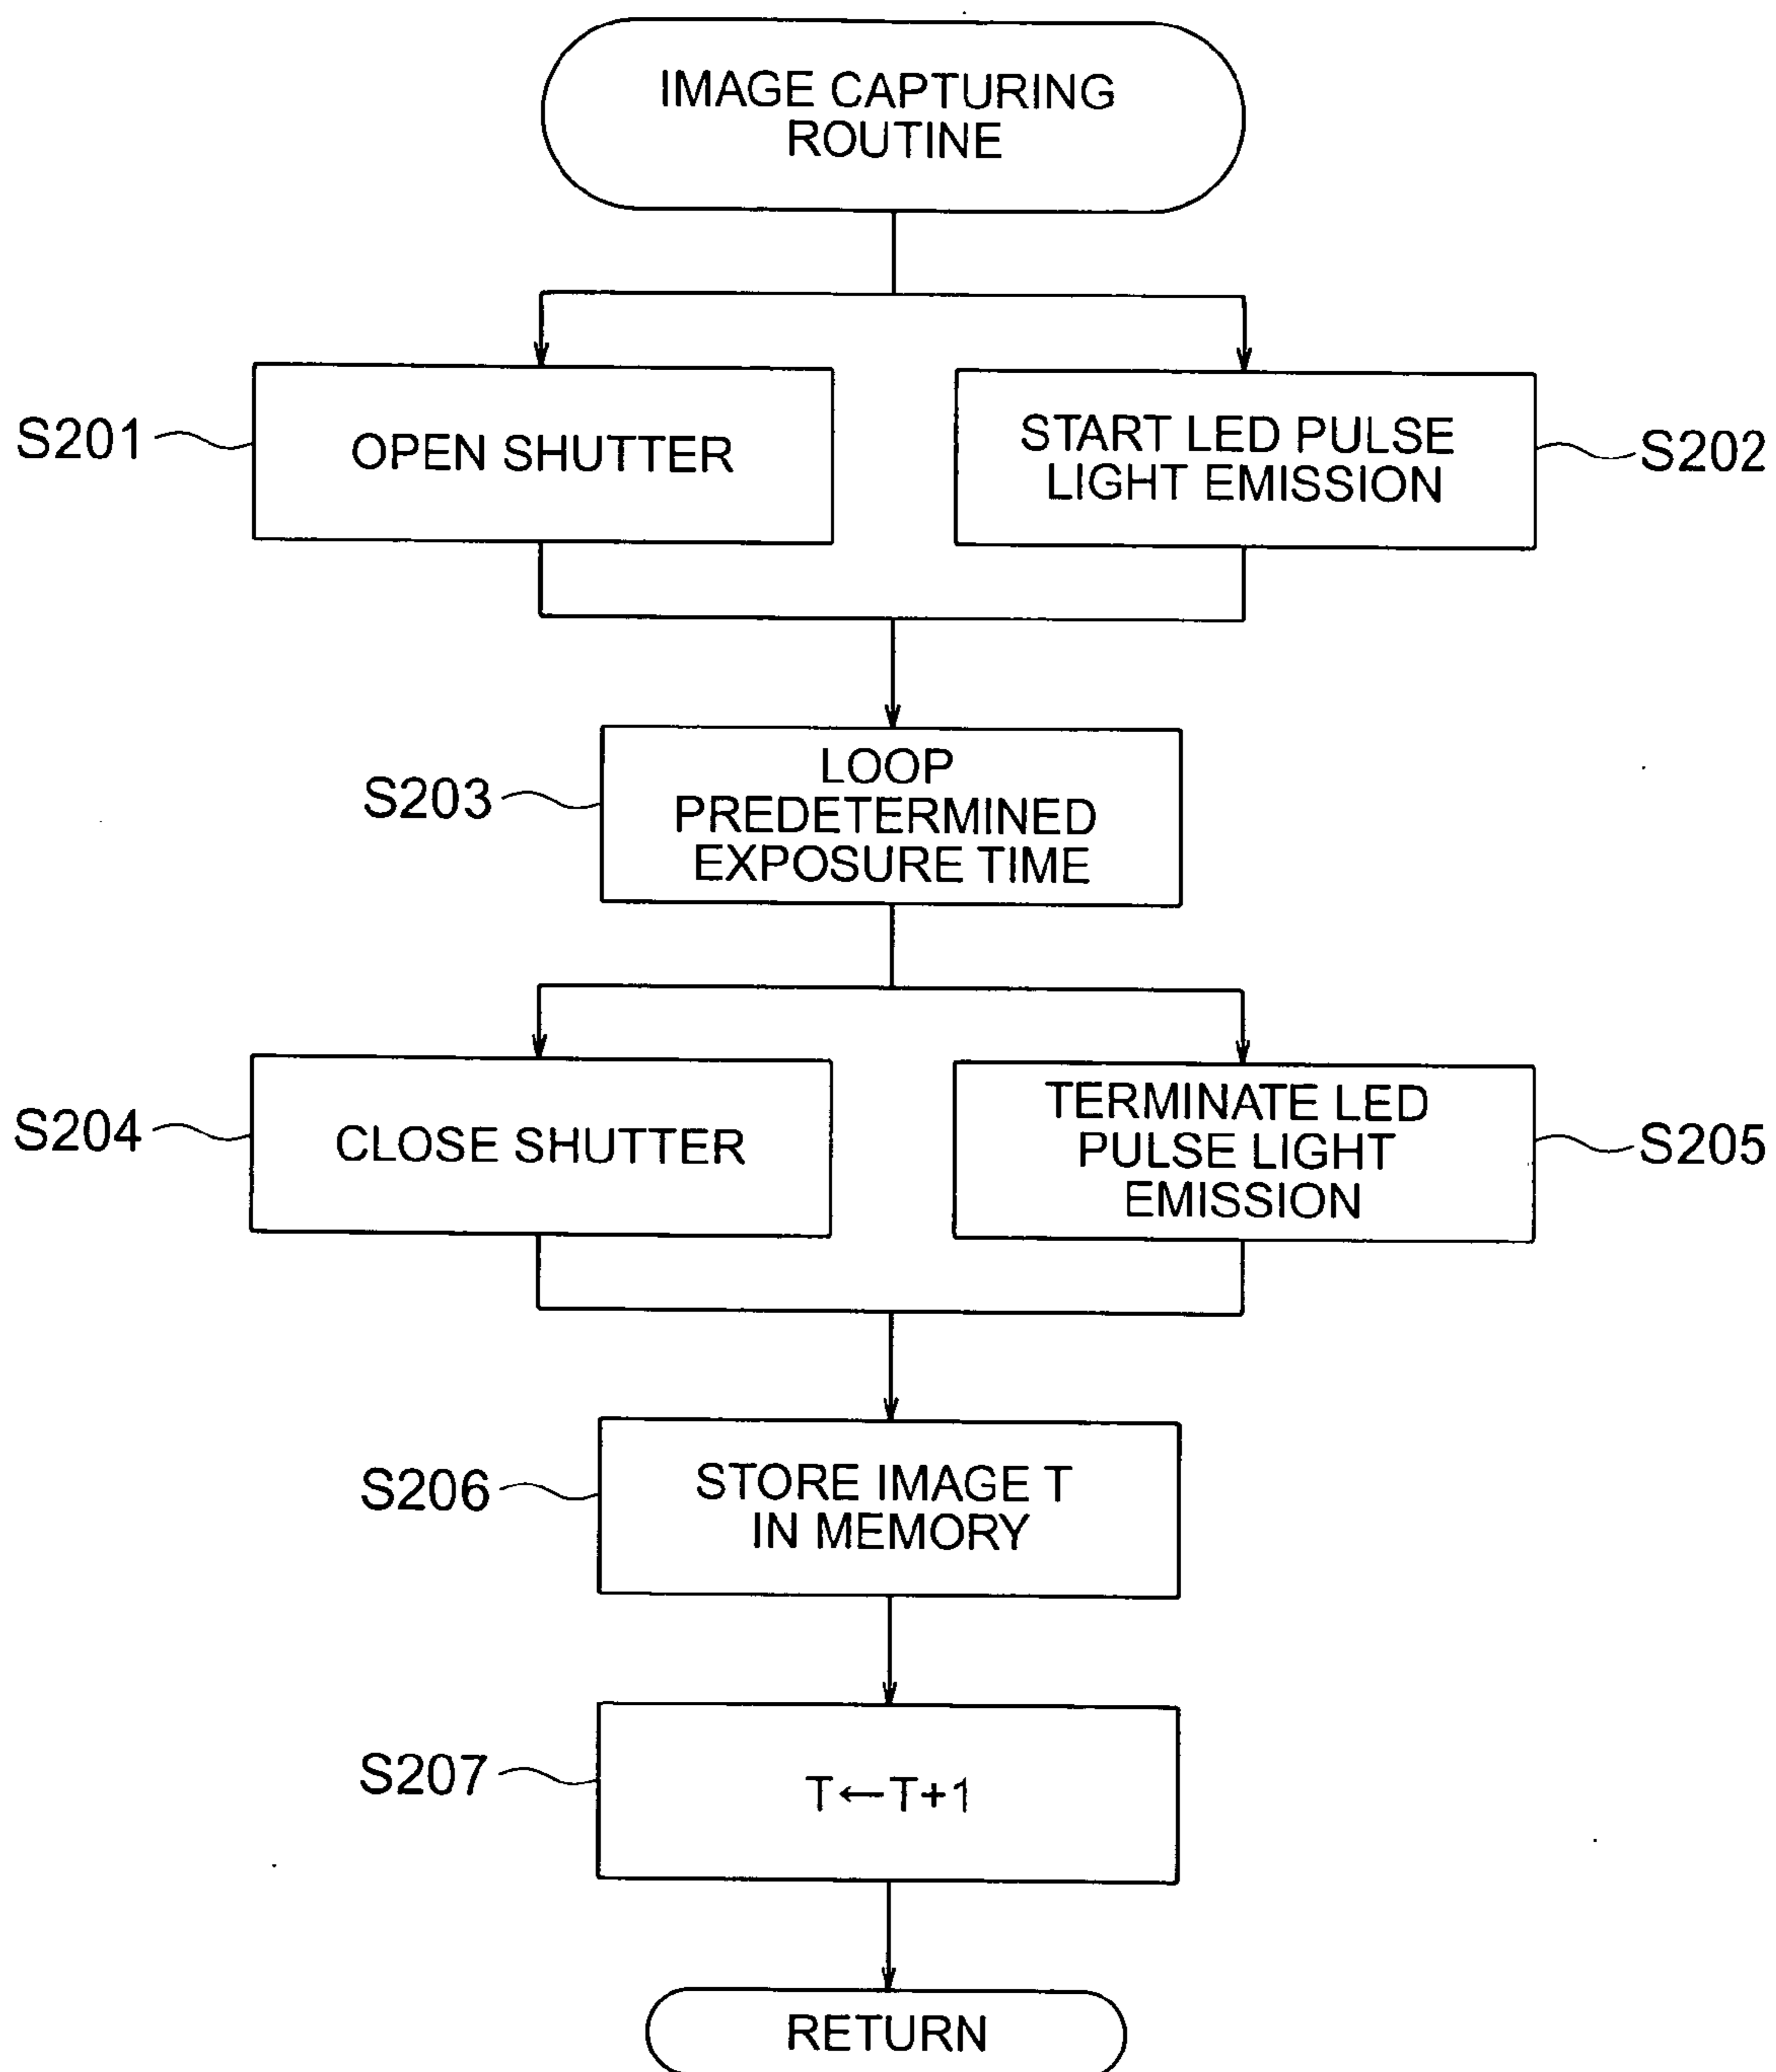 IMAGE CAPTURING
ROUTINE
S201
OPEN SHUTTER
START LED PULSE
LIGHT EMISSION
S202
S203
LOOP
PREDETERMINED
EXPOSURE TIME
S204
CLOSE SHUTTER
TERMINATE LED
PULSE LIGHT
EMISSION
S205
S206
STORE IMAGE T
IN MEMORY
S207
T←T+1
RETURN